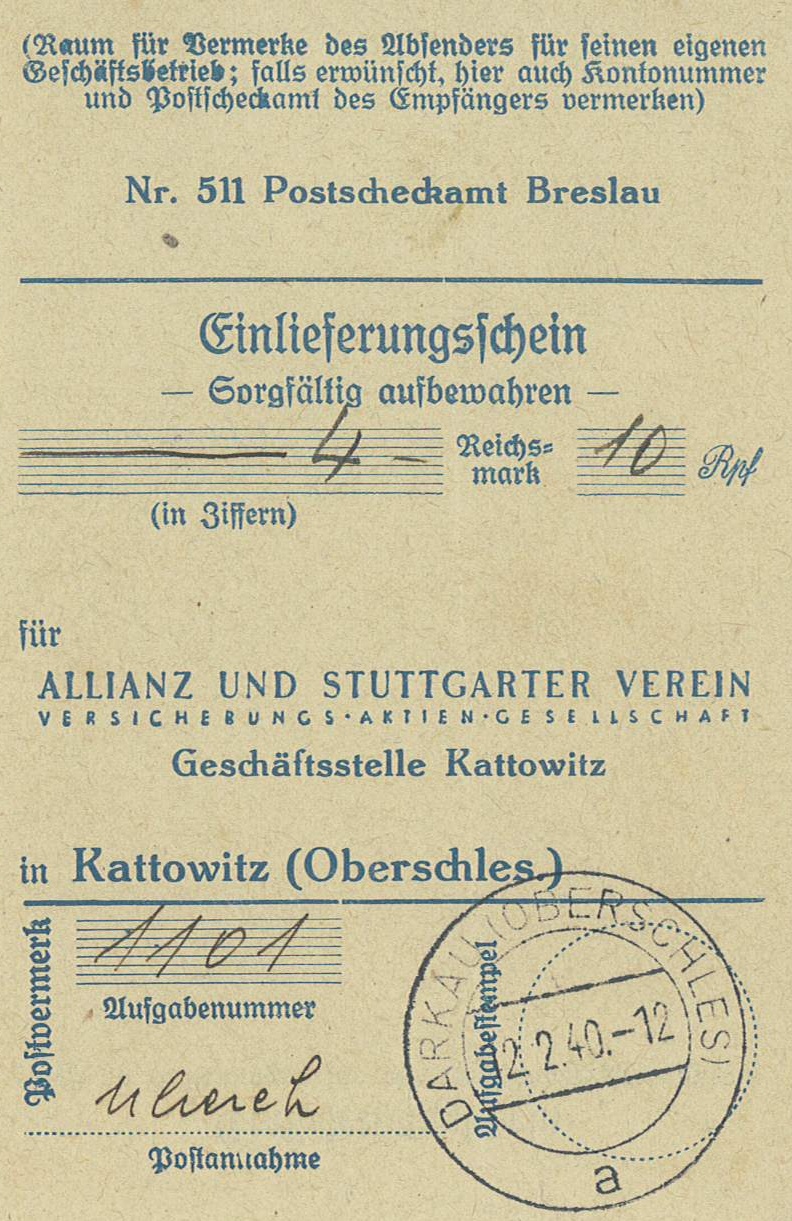 (Raum für Vermerke des Absenders für seinen eigenen
Geschäftsbetrieb; falls erwünscht, hier auch Kontonummer
und Postscheckamt des Empfängers vermerken)
Nr. 511 Postscheckamt Breslau
Einlieferungsschein
— Sorgfältig aufbewahren —
4 – Reichs=
mark 10 Rpf
(in Ziffern)
für
ALLIANZ UND STUTTGARTER VEREIN
VERSICHERUNGS·AKTIEN·GESELLSCHAFT
Geschäftsstelle Kattowitz
in Kattowitz (Oberschles.)
Postvermerk
1101
Aufgabenummer
Postannahme
Aufgabestempel
DARKAU (OBERSCHLES)
2.2.40.-12
a